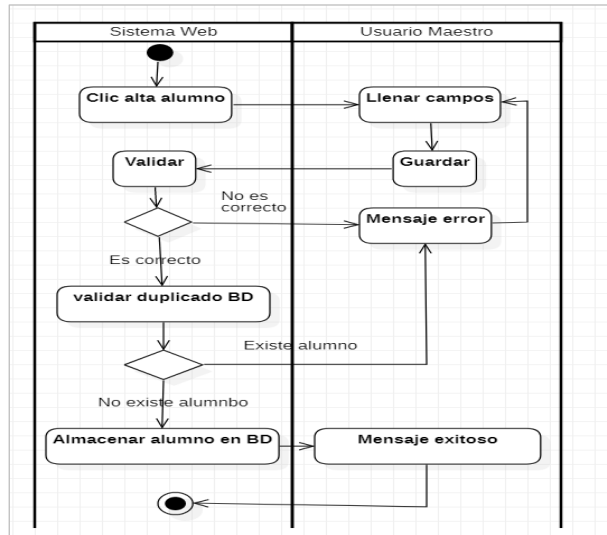 Sistema Web
Usuario Maestro
Clic alta alumno
Llenar campos
Validar
Guardar
No es
correcto
Mensaje error
Es correcto
validar duplicado BD
Existe alumno
No existe alumnbo
Almacenar alumno en BD
Mensaje exitoso